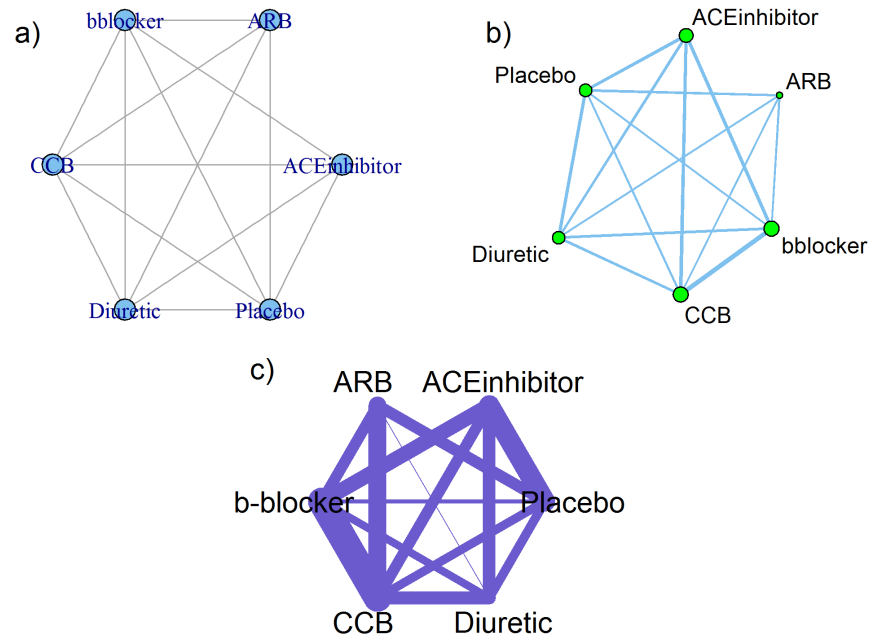 a)
bblocker
ARB
CCB
ACEinhibitor
Diuretic
Placebo
b)
ACEinhibitor
Placebo
ARB
Diuretic
bblocker
CCB
c)
ARB
ACEinhibitor
b-blocker
Placebo
CCB
Diuretic